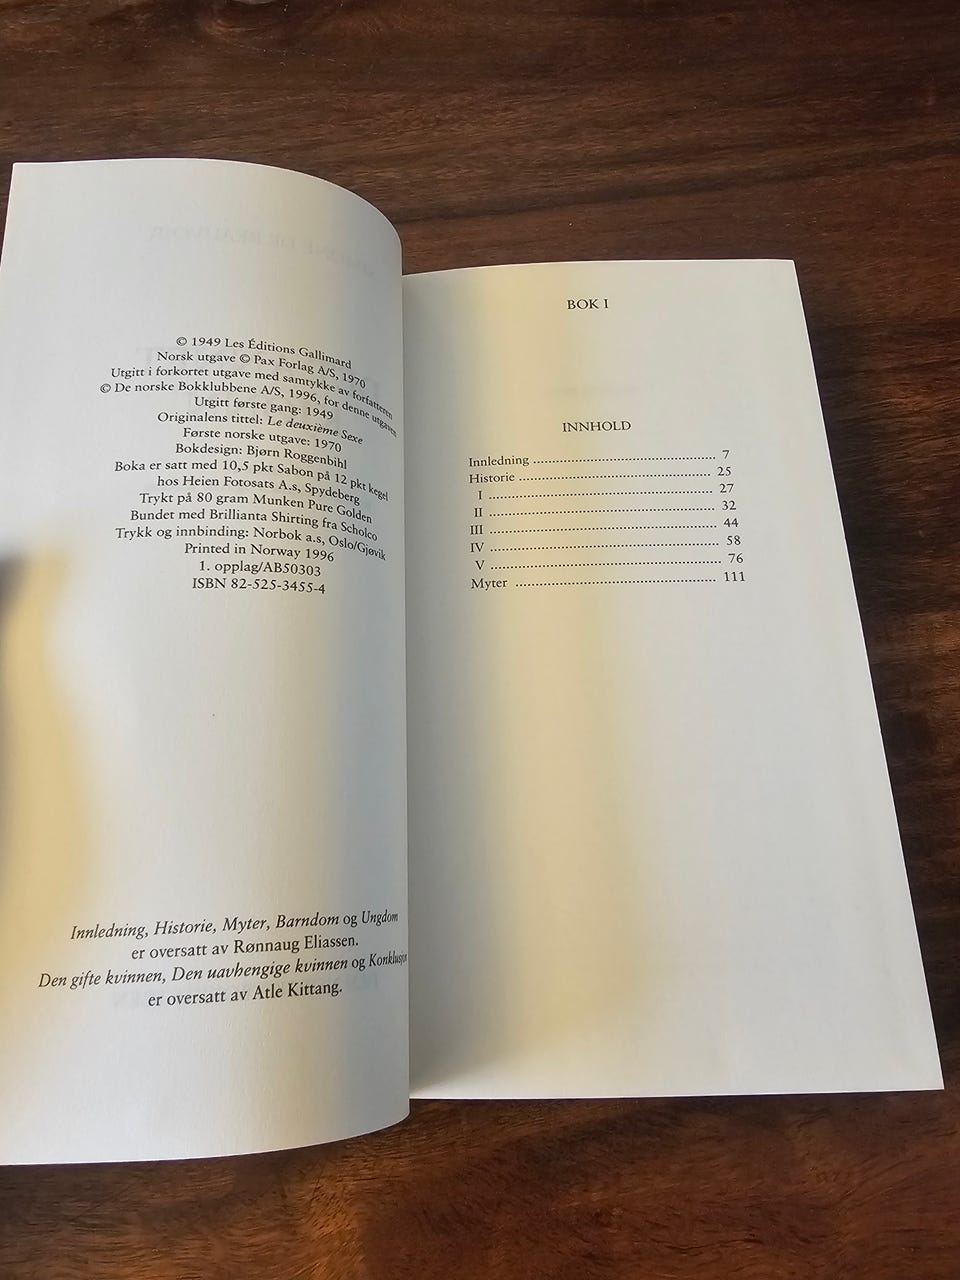 © 1949 Les Éditions Gallimard
Norsk utgave © Pax Forlag A/S, 1970
Utgitt i forkortet utgave med samtykke av forfatteren
© De norske Bokklubbene A/S, 1996, for denne utgaven
Utgitt første gang: 1949
Originalens tittel: Le deuxième Sexe
Første norske utgave: 1970
Bokdesign: Bjørn Roggenbihl
Boka er satt med 10,5 pkt Sabon på 12 pkt kegel
hos Heien Fotosats A.s, Spydeberg
Trykt på 80 gram Munken Pure Golden
Bundet med Brillianta Shirting fra Scholco
Trykk og innbinding: Norbok a.s, Oslo/Gjøvik
Printed in Norway 1996
1. opplag/AB50303
ISBN 82-525-3455-4
Innledning, Historie, Myter, Barndom og Ungdom
er oversatt av Rønnaug Eliassen.
Den gifte kvinnen, Den uavhengige kvinnen og Konklusjon
er oversatt av Atle Kittang.
BOK I
INNHOLD
Innledning ........................................ 7
Historie ........................................... 25
I ................................................ 27
II ................................................ 32
III ................................................ 44
IV ................................................ 58
V ................................................ 76
Myter ............................................ 111